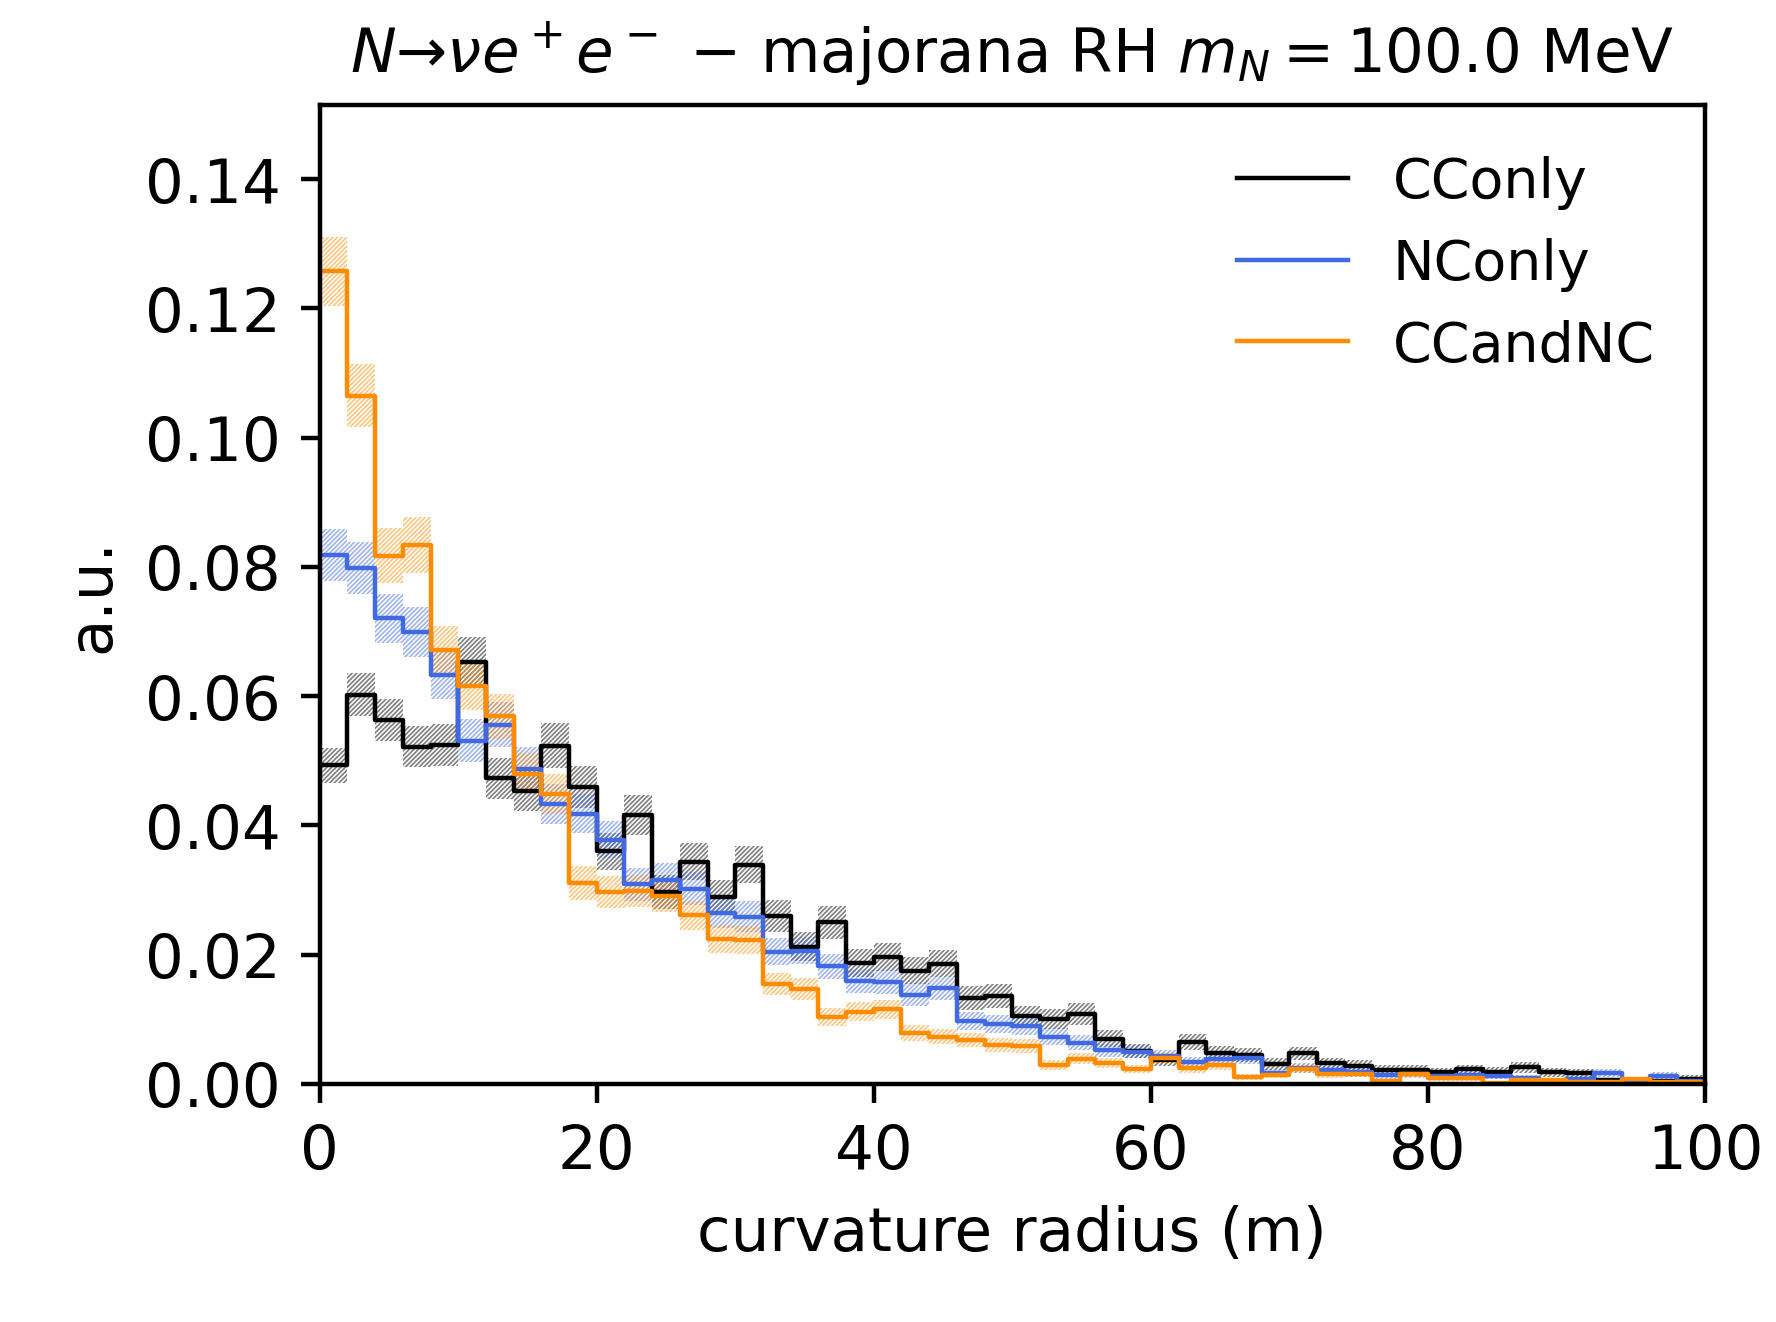 N→νe⁺e⁻ − majorana RH m_N = 100.0 MeV
0.14
0.12
0.10
0.08
0.06
0.04
0.02
0.00
a.u.
CConly
NConly
CCandNC
0 20 40 60 80 100
curvature radius (m)